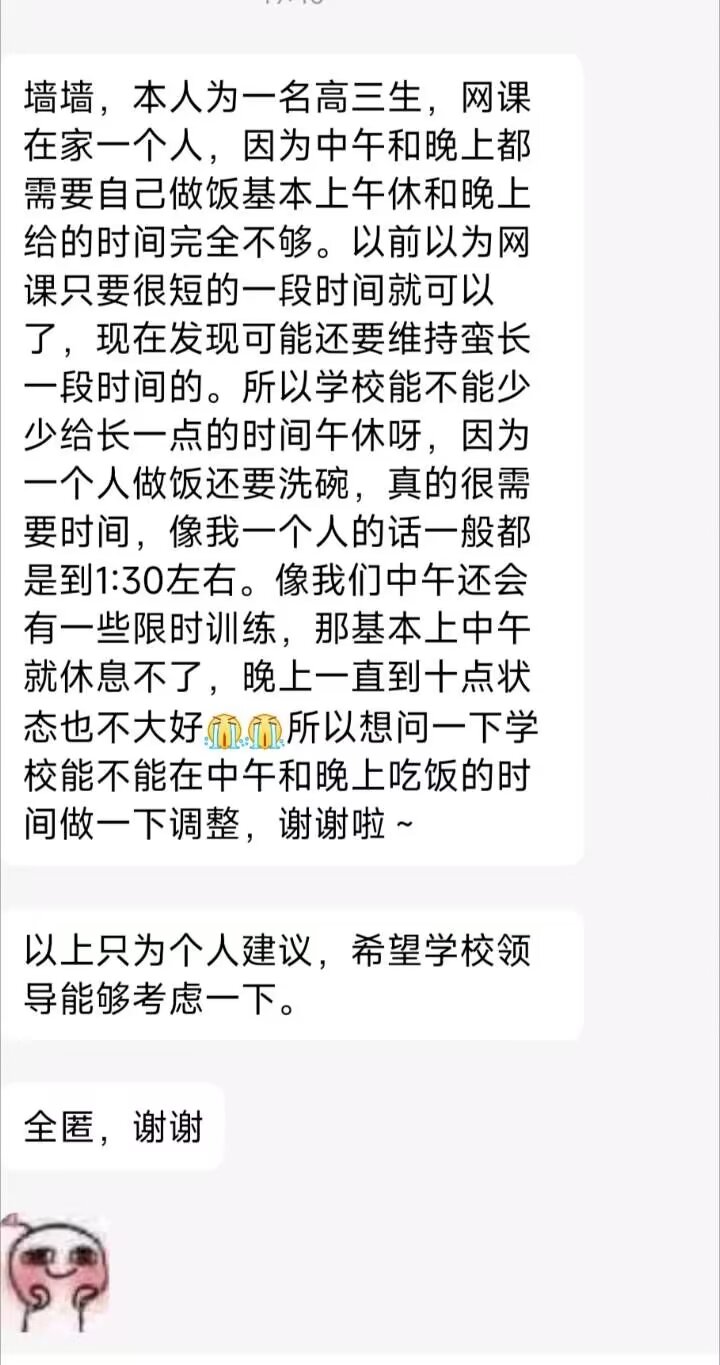 墙墙，本人为一名高三生，网课
在家一个人，因为中午和晚上都
需要自己做饭基本上午休和晚上
给的时间完全不够。以前以为网
课只要很短的一段时间就可以
了，现在发现可能还要维持蛮长
一段时间的。所以学校能不能少
少给长一点的时间午休呀，因为
一个人做饭还要洗碗，真的很需
要时间，像我一个人的话一般都
是到1:30左右。像我们中午还会
有一些限时训练，那基本上中午
就休息不了，晚上一直到十点状
态也不大好😭😭所以想问一下学
校能不能在中午和晚上吃饭的时
间做一下调整，谢谢啦～
以上只为个人建议，希望学校领
导能够考虑一下。
全匿，谢谢